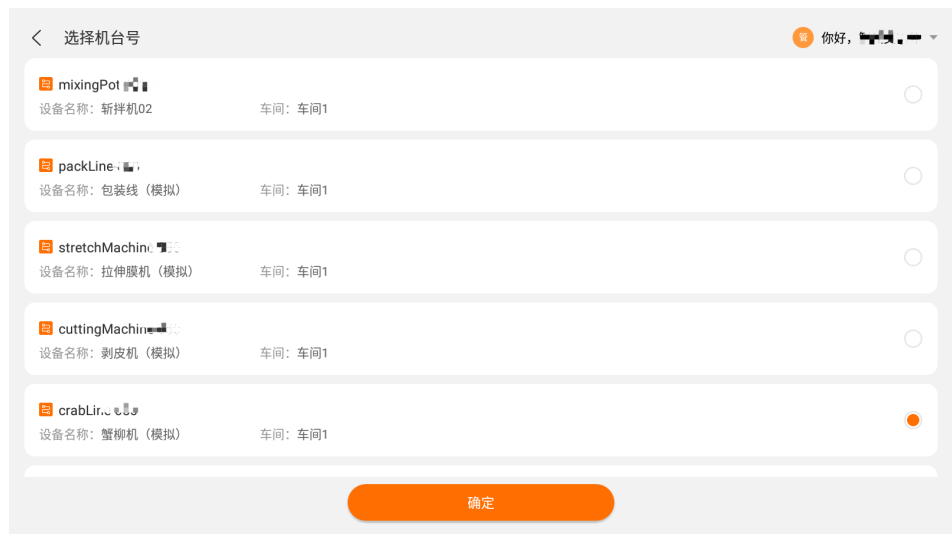 选择机台号
你好，
mixingPot
设备名称：斩拌机02 车间：车间1
packLine
设备名称：包装线（模拟） 车间：车间1
stretchMachin
设备名称：拉伸膜机（模拟） 车间：车间1
cuttingMachin
设备名称：剥皮机（模拟） 车间：车间1
crabLin
设备名称：蟹柳机（模拟） 车间：车间1
确定